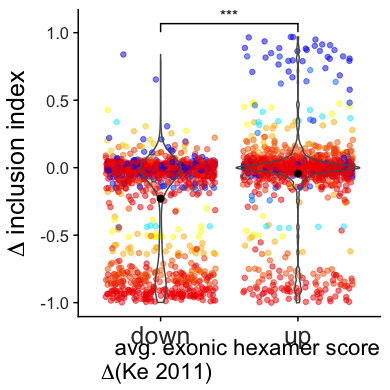 ***
Δ inclusion index
1.0
0.5
0.0
-0.5
-1.0
down up
avg. exonic hexamer score
Δ(Ke 2011)